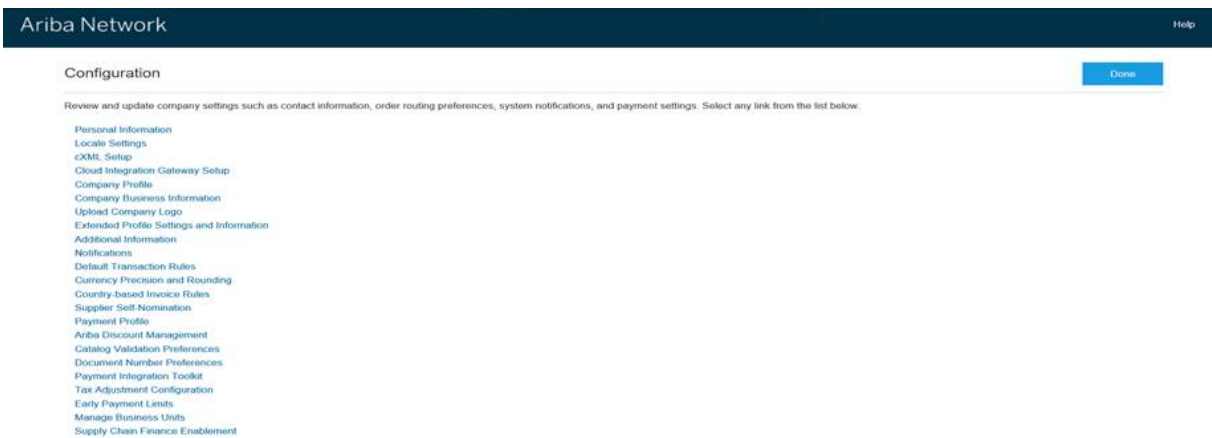 Ariba Network
Help
Configuration
Done
Review and update company settings such as contact information, order routing preferences, system notifications, and payment settings. Select any link from the list below.
Personal Information
Locale Settings
cXML Setup
Cloud Integration Gateway Setup
Company Profile
Company Business Information
Upload Company Logo
Extended Profile Settings and Information
Additional Information
Notifications
Default Transaction Rules
Currency Precision and Rounding
Country-based Invoice Rules
Supplier Self-Nomination
Payment Profile
Ariba Discount Management
Catalog Validation Preferences
Document Number Preferences
Payment Integration Toolkit
Tax Adjustment Configuration
Early Payment Limits
Manage Business Units
Supply Chain Finance Enablement